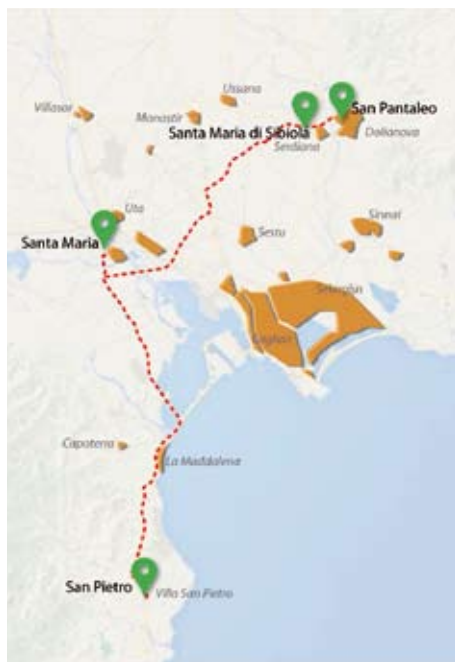 Ussana
Villasor
Monastir
San Pantaleo
Santa Maria di Sibiola
Dolianova
Serdiana
Uta
Sinnai
Santa Maria
Sestu
Selargius
Cagliari
Capoterra
La Maddalena
San Pietro
Villa San Pietro